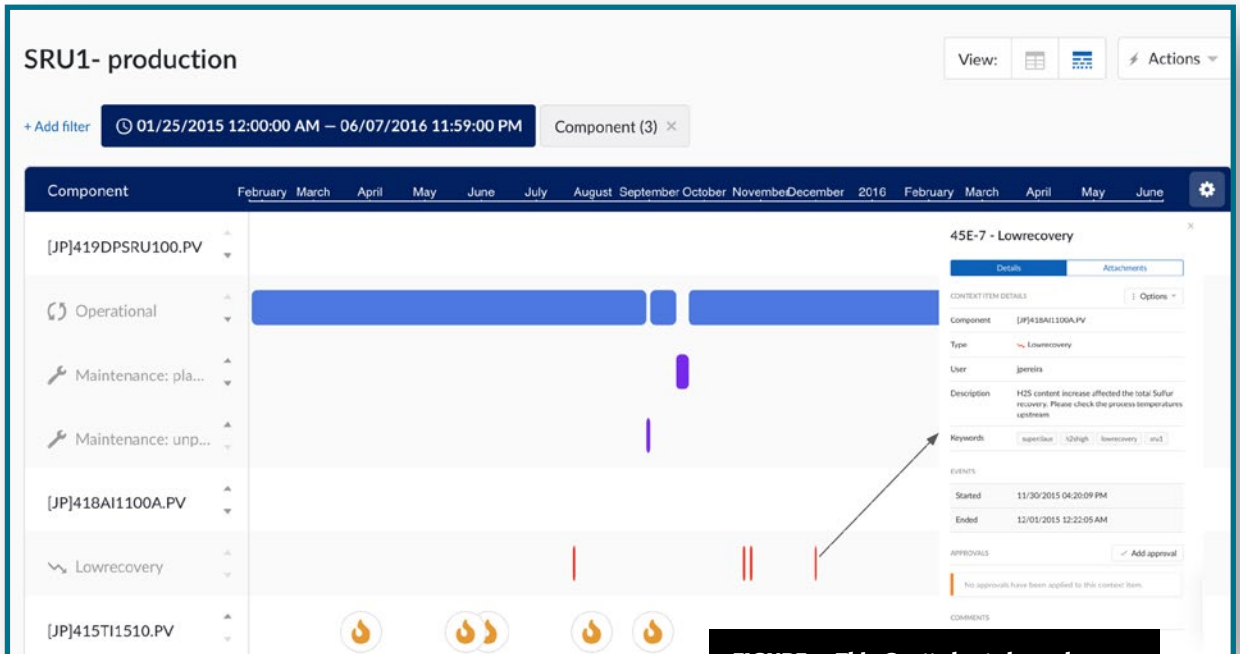 SRU1- production
View:
Actions
+ Add filter
01/25/2015 12:00:00 AM — 06/07/2016 11:59:00 PM
Component (3) ×
Component
February March April May June July August September October November December 2016 February March April May June
[JP]419DPSRU100.PV
Operational
Maintenance: pla...
Maintenance: unp...
[JP]418AI1100A.PV
Lowrecovery
[JP]415TI1510.PV
45E-7 - Lowrecovery
×
Details
Attachments
CONTEXT ITEM DETAILS
Options
Component [JP]418AI1100A.PV
Type Lowrecovery
User jpereira
Description H2S content increase affected the total Sulfur
recovery. Please check the process temperatures
upstream
Keywords superclaus h2shigh lowrecovery sru1
EVENTS
Started 11/30/2015 04:20:09 PM
Ended 12/01/2015 12:22:05 AM
APPROVALS
Add approval
No approvals have been applied to this context item.
COMMENTS